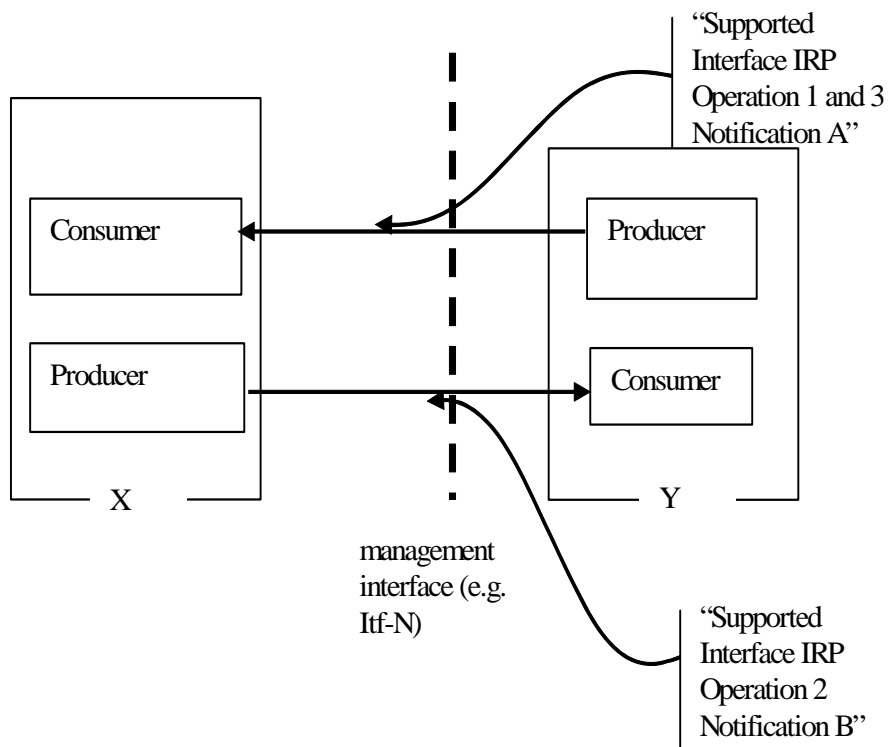 “Supported
Interface IRP
Operation 1 and 3
Notification A”
Consumer
Producer
Producer
Consumer
X
Y
management
interface (e.g.
Itf-N)
“Supported
Interface IRP
Operation 2
Notification B”